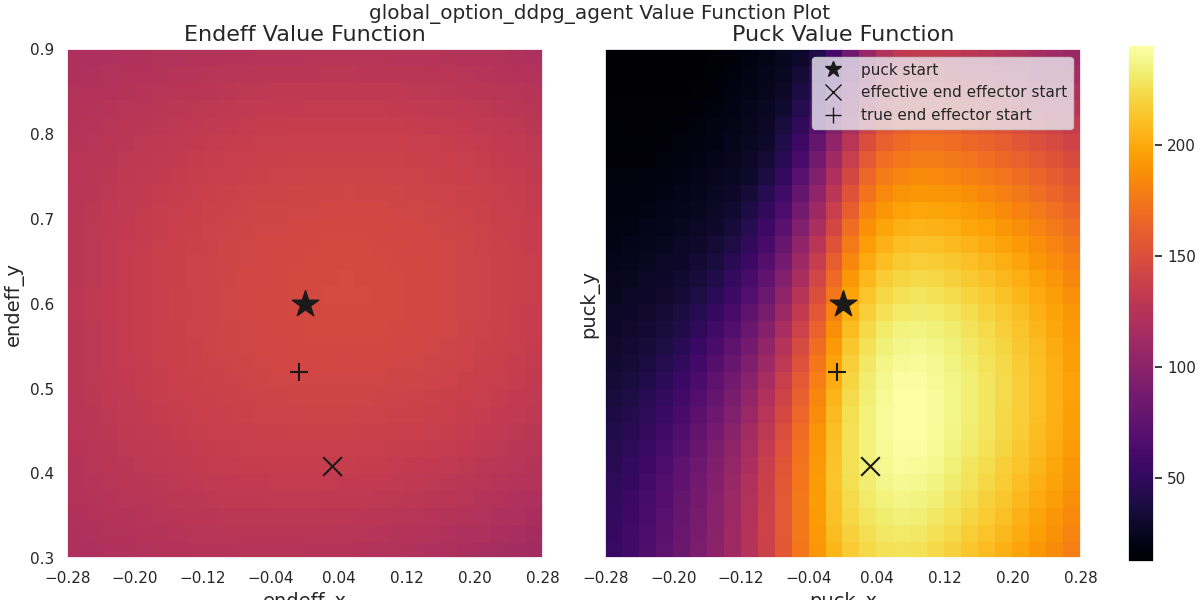 global_option_ddpg_agent Value Function Plot
Endeff Value Function
Puck Value Function
puck start
effective end effector start
true end effector start
endeff_y
0.9
0.8
0.7
0.6
0.5
0.4
0.3
−0.28 −0.20 −0.12 −0.04 0.04 0.12 0.20 0.28
endeff_x
puck_y
−0.28 −0.20 −0.12 −0.04 0.04 0.12 0.20 0.28
puck_x
200
150
100
50